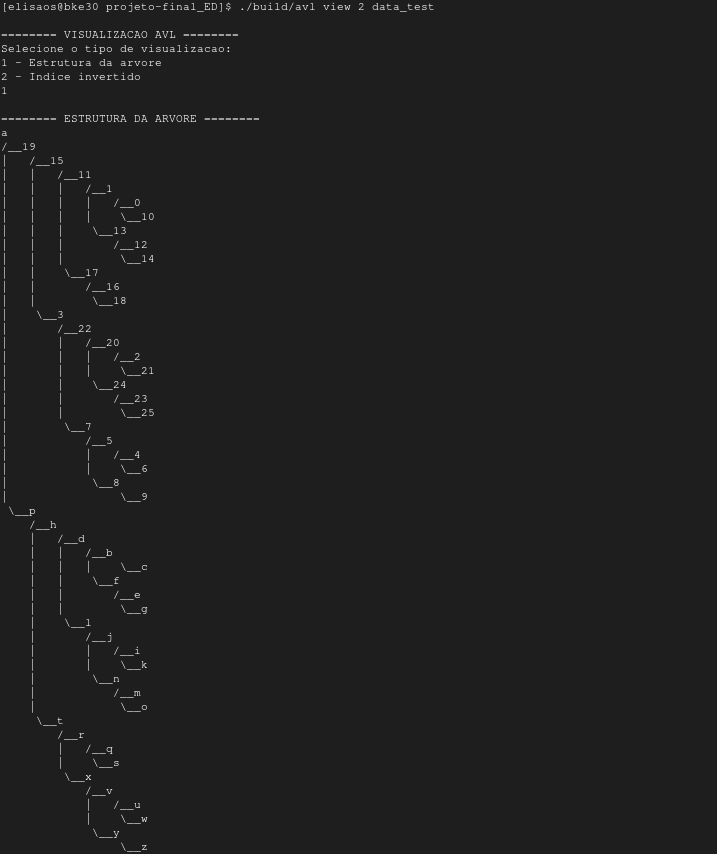 [elisaos@bke30 projeto-final_ED]$ ./build/avl view 2 data_test

-------- VISUALIZACAO AVL --------
Selecione o tipo de visualizacao:
1 - Estrutura da arvore
2 - Indice invertido
1

-------- ESTRUTURA DA ARVORE --------
a
/__19
│   /__15
│   │   /__11
│   │   │   /__1
│   │   │   │   /__0
│   │   │   │    \__10
│   │   │    \__13
│   │   │       /__12
│   │   │        \__14
│   │    \__17
│   │       /__16
│   │        \__18
│    \__3
│       /__22
│       │   /__20
│       │   │   /__2
│       │   │    \__21
│       │    \__24
│       │       /__23
│       │        \__25
│        \__7
│           /__5
│           │   /__4
│           │    \__6
│            \__8
│                \__9
 \__p
    /__h
    │   /__d
    │   │   /__b
    │   │   │    \__c
    │   │    \__f
    │   │       /__e
    │   │        \__g
    │    \__l
    │       /__j
    │       │   /__i
    │       │    \__k
    │        \__n
    │           /__m
    │            \__o
     \__t
        /__r
        │   /__q
        │    \__s
         \__x
            /__v
            │   /__u
            │    \__w
             \__y
                 \__z